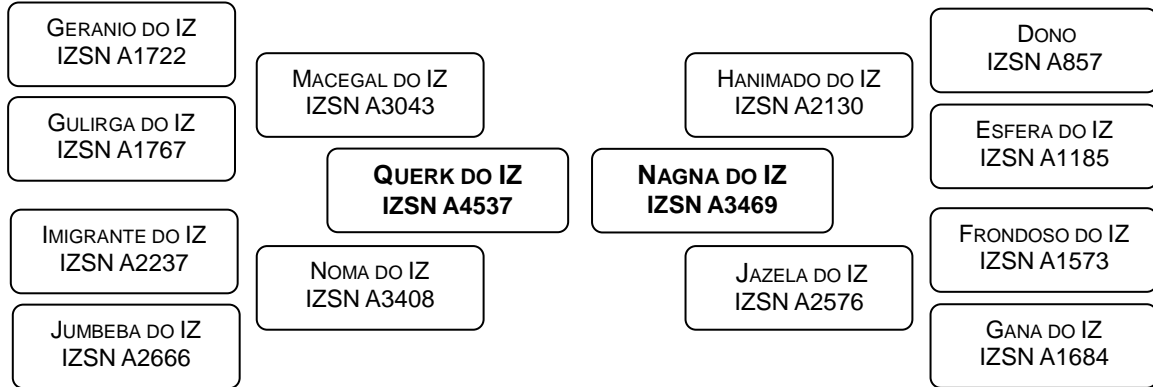 GERANIO DO IZ
IZSN A1722
GULIRGA DO IZ
IZSN A1767
MACEGAL DO IZ
IZSN A3043
QUERK DO IZ
IZSN A4537
IMIGRANTE DO IZ
IZSN A2237
JUMBEBA DO IZ
IZSN A2666
NOMA DO IZ
IZSN A3408
HANIMADO DO IZ
IZSN A2130
DONO
IZSN A857
ESFERA DO IZ
IZSN A1185
NAGNA DO IZ
IZSN A3469
JAZELA DO IZ
IZSN A2576
FRONDOSO DO IZ
IZSN A1573
GANA DO IZ
IZSN A1684